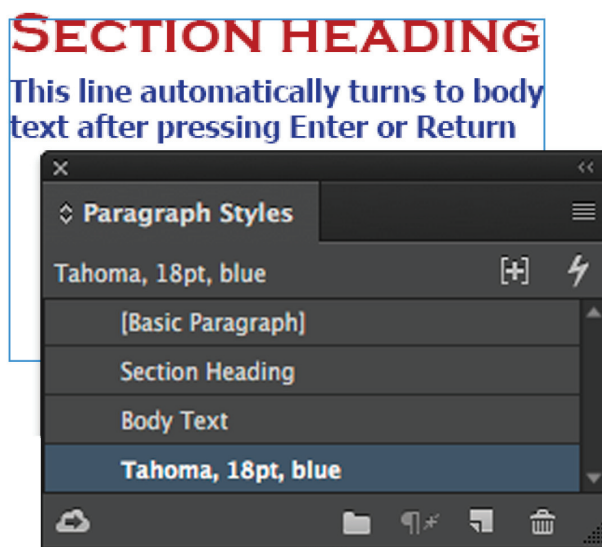 SECTION HEADING
This line automatically turns to body
text after pressing Enter or Return
Paragraph Styles
Tahoma, 18pt, blue
[Basic Paragraph]
Section Heading
Body Text
Tahoma, 18pt, blue